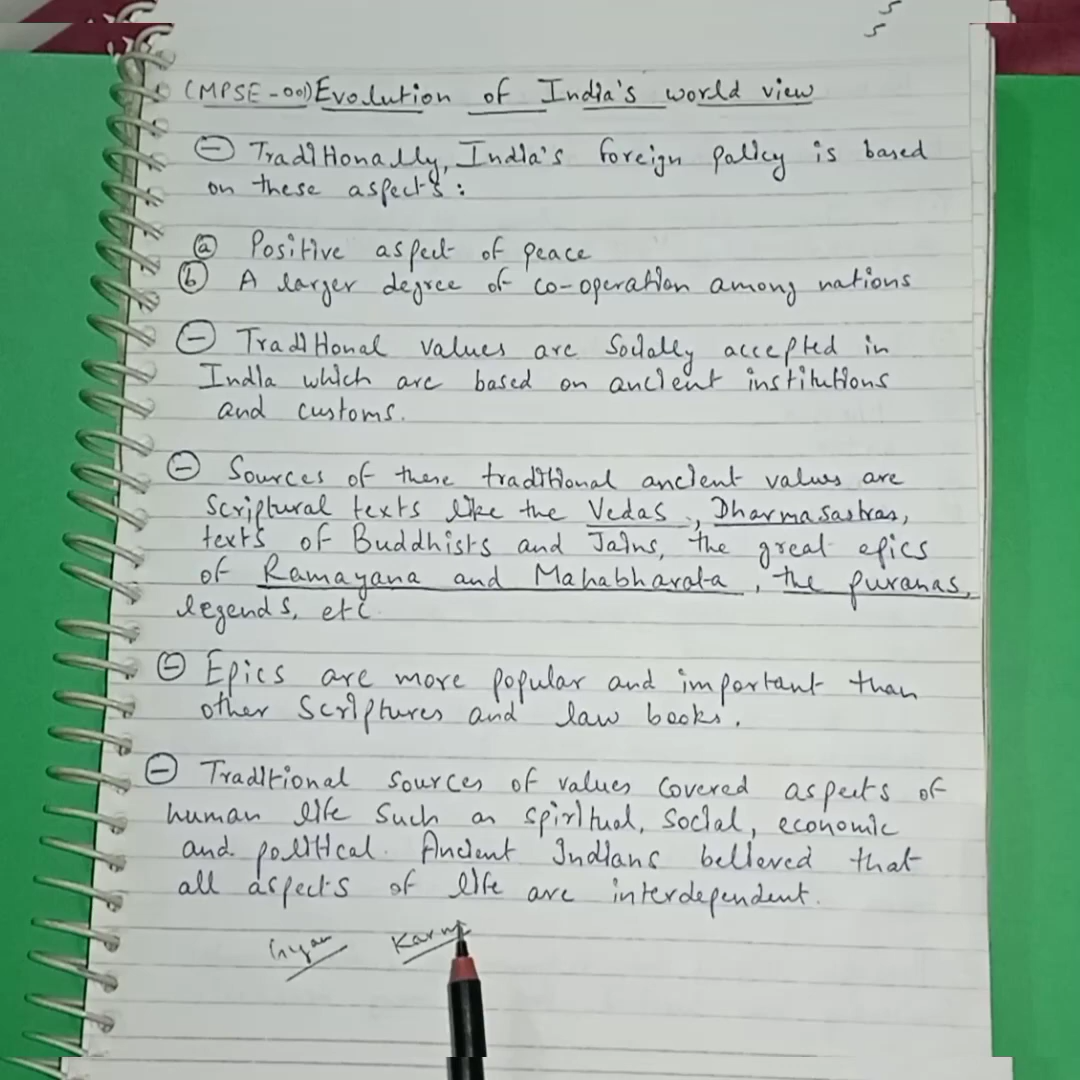 5
5
(MPSE-001) Evolution of India's world view
⊖ Traditionally, India's foreign policy is based
on these aspects:
ⓐ Positive aspect of peace
ⓑ A larger degree of co-operation among nations
⊖ Traditional values are socially accepted in
India which are based on ancient institutions
and customs.
⊖ Sources of these traditional ancient values are
scriptural texts like the Vedas, Dharmasastras,
texts of Buddhists and Jains, the great epics
of Ramayana and Mahabharata, the puranas,
legends, etc
⊖ Epics are more popular and important than
other scriptures and law books.
⊖ Traditional sources of values covered aspects of
human life such as spiritual, social, economic
and political. Ancient Indians believed that
all aspects of life are interdependent.
Gyan Karm